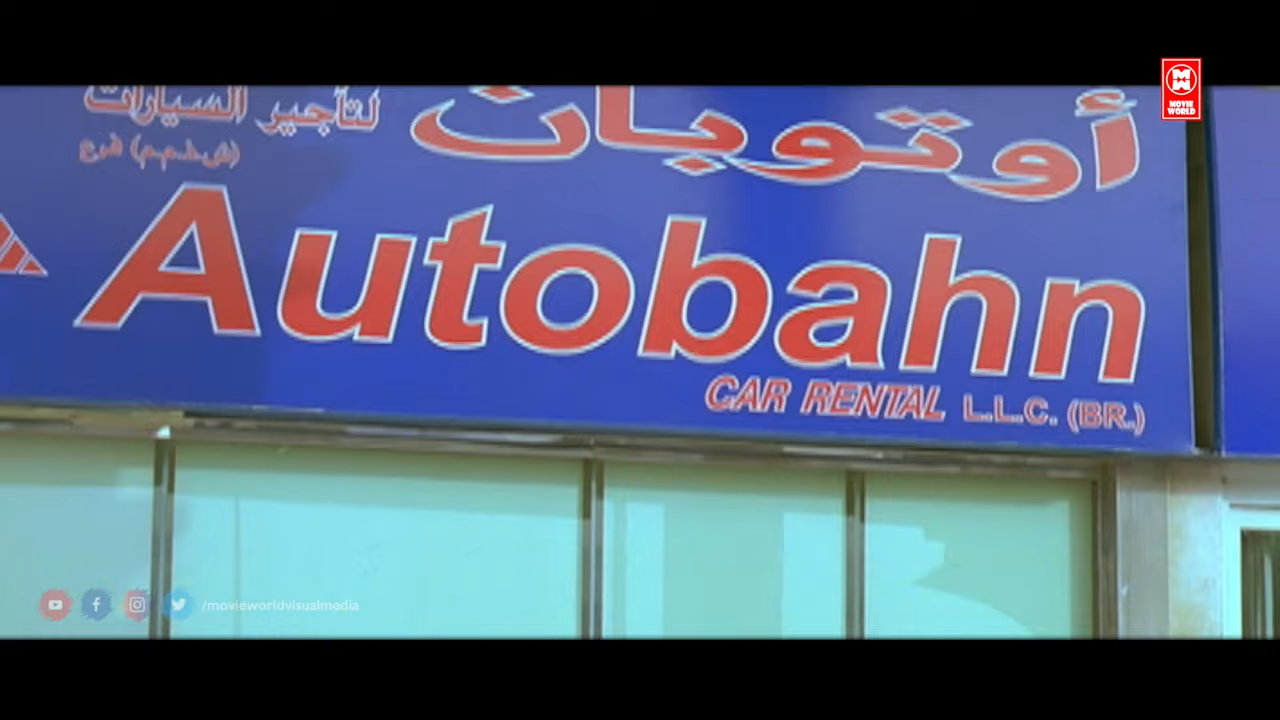 MOVIE
WORLD
أوتوبان لتأجير السيارات
(ش.ذ.م.م) فرع
Autobahn
CAR RENTAL L.L.C. (BR.)
/movieworldvisualmedia